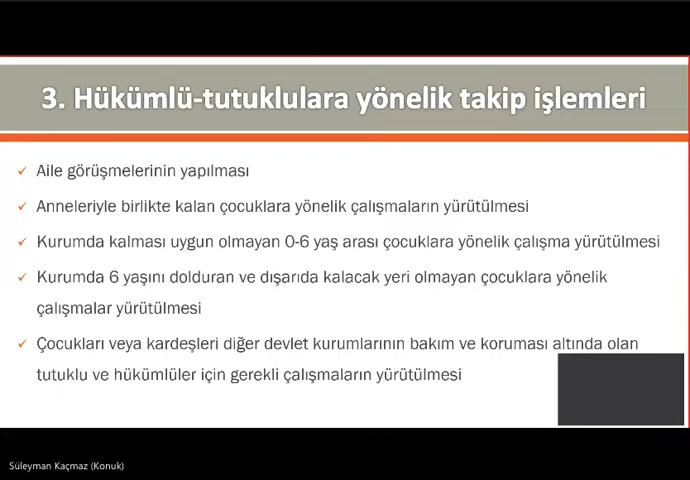 3. Hükümlü-tutuklulara yönelik takip işlemleri
✓ Aile görüşmelerinin yapılması
✓ Anneleriyle birlikte kalan çocuklara yönelik çalışmaların yürütülmesi
✓ Kurumda kalması uygun olmayan 0-6 yaş arası çocuklara yönelik çalışma yürütülmesi
✓ Kurumda 6 yaşını dolduran ve dışarıda kalacak yeri olmayan çocuklara yönelik
çalışmalar yürütülmesi
✓ Çocukları veya kardeşleri diğer devlet kurumlarının bakım ve koruması altında olan
tutuklu ve hükümlüler için gerekli çalışmaların yürütülmesi
Süleyman Kaçmaz (Konuk)